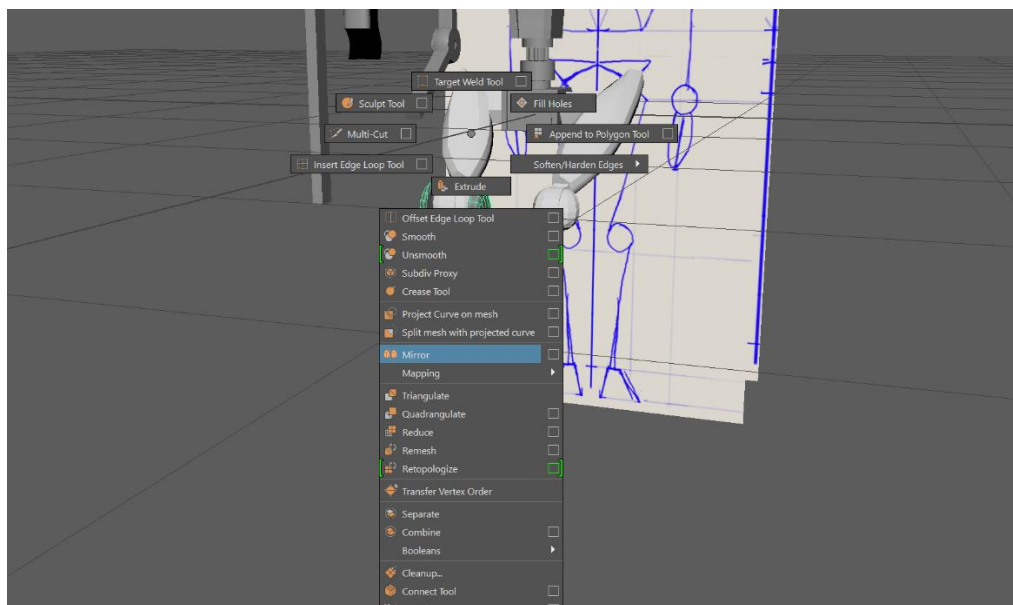 Target Weld Tool
Sculpt Tool
Fill Holes
Multi-Cut
Append to Polygon Tool
Insert Edge Loop Tool
Soften/Harden Edges
Extrude
Offset Edge Loop Tool
Smooth
Unsmooth
Subdiv Proxy
Crease Tool
Project Curve on mesh
Split mesh with projected curve
Mirror
Mapping
Triangulate
Quadrangulate
Reduce
Remesh
Retopologize
Transfer Vertex Order
Separate
Combine
Booleans
Cleanup...
Connect Tool